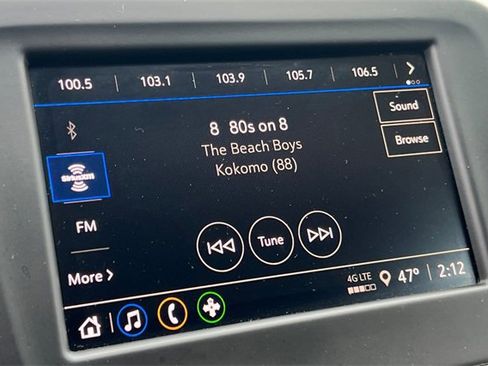 100.5 103.1 103.9 105.7 106.5
Sound
8 80s on 8
The Beach Boys
Browse
Kokomo (88)
SiriusXM
FM
Tune
More
4G LTE
47° 2:12